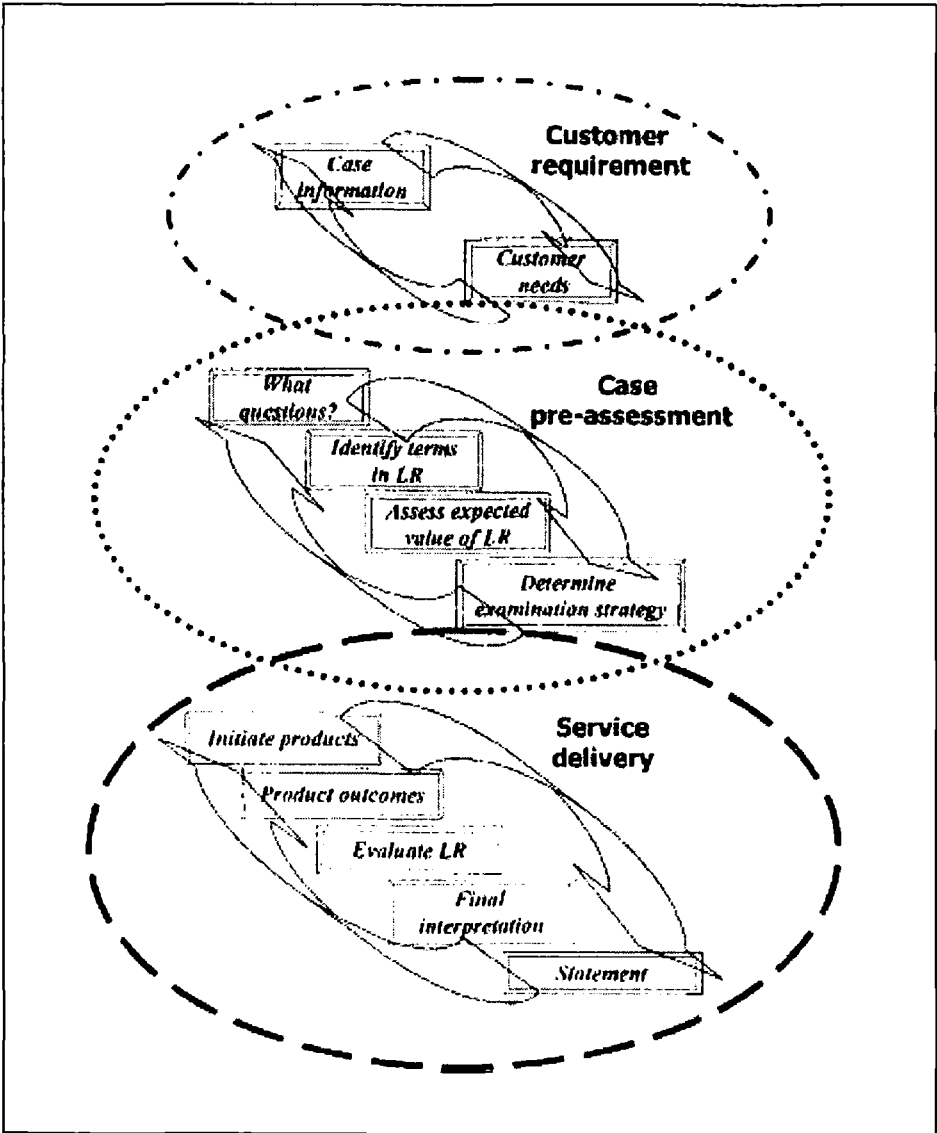 Customer
requirement
Case
information
Customer
needs
Case
pre-assessment
What
questions?
Identify terms
in LR
Assess expected
value of LR
Determine
examination strategy
Service
delivery
Initiate products
Product outcomes
Evaluate LR
Final
interpretation
Statement